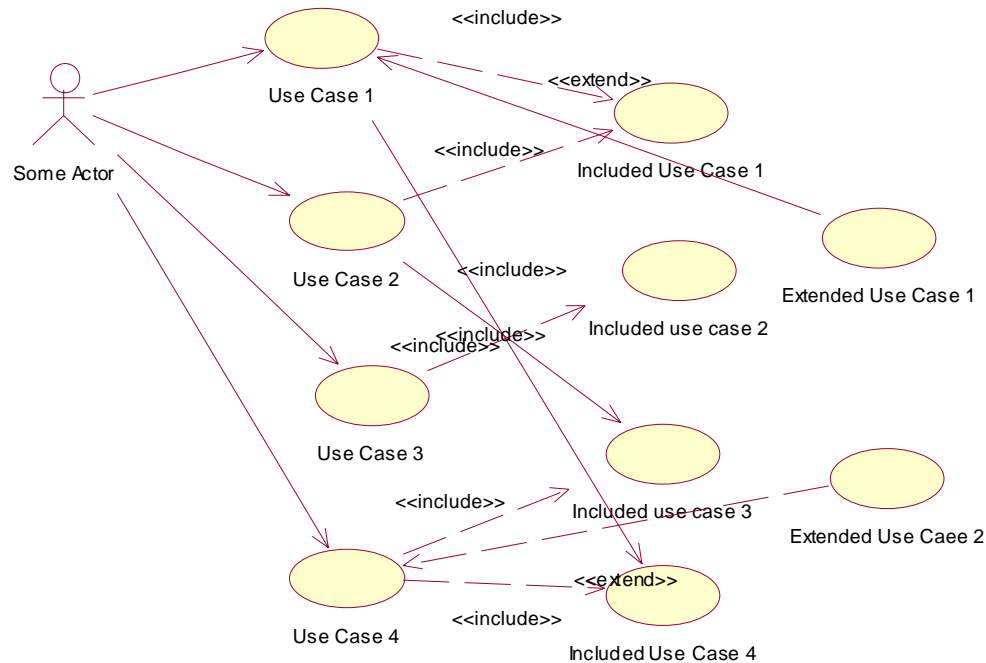 <<include>>
<<extend>>
Use Case 1
<<include>>
Included Use Case 1
Some Actor
Use Case 2
<<include>>
Extended Use Case 1
Included use case 2
<<include>>
<<include>>
Use Case 3
<<include>>
Included use case 3
Extended Use Caee 2
<<extend>>
<<include>>
Use Case 4
Included Use Case 4